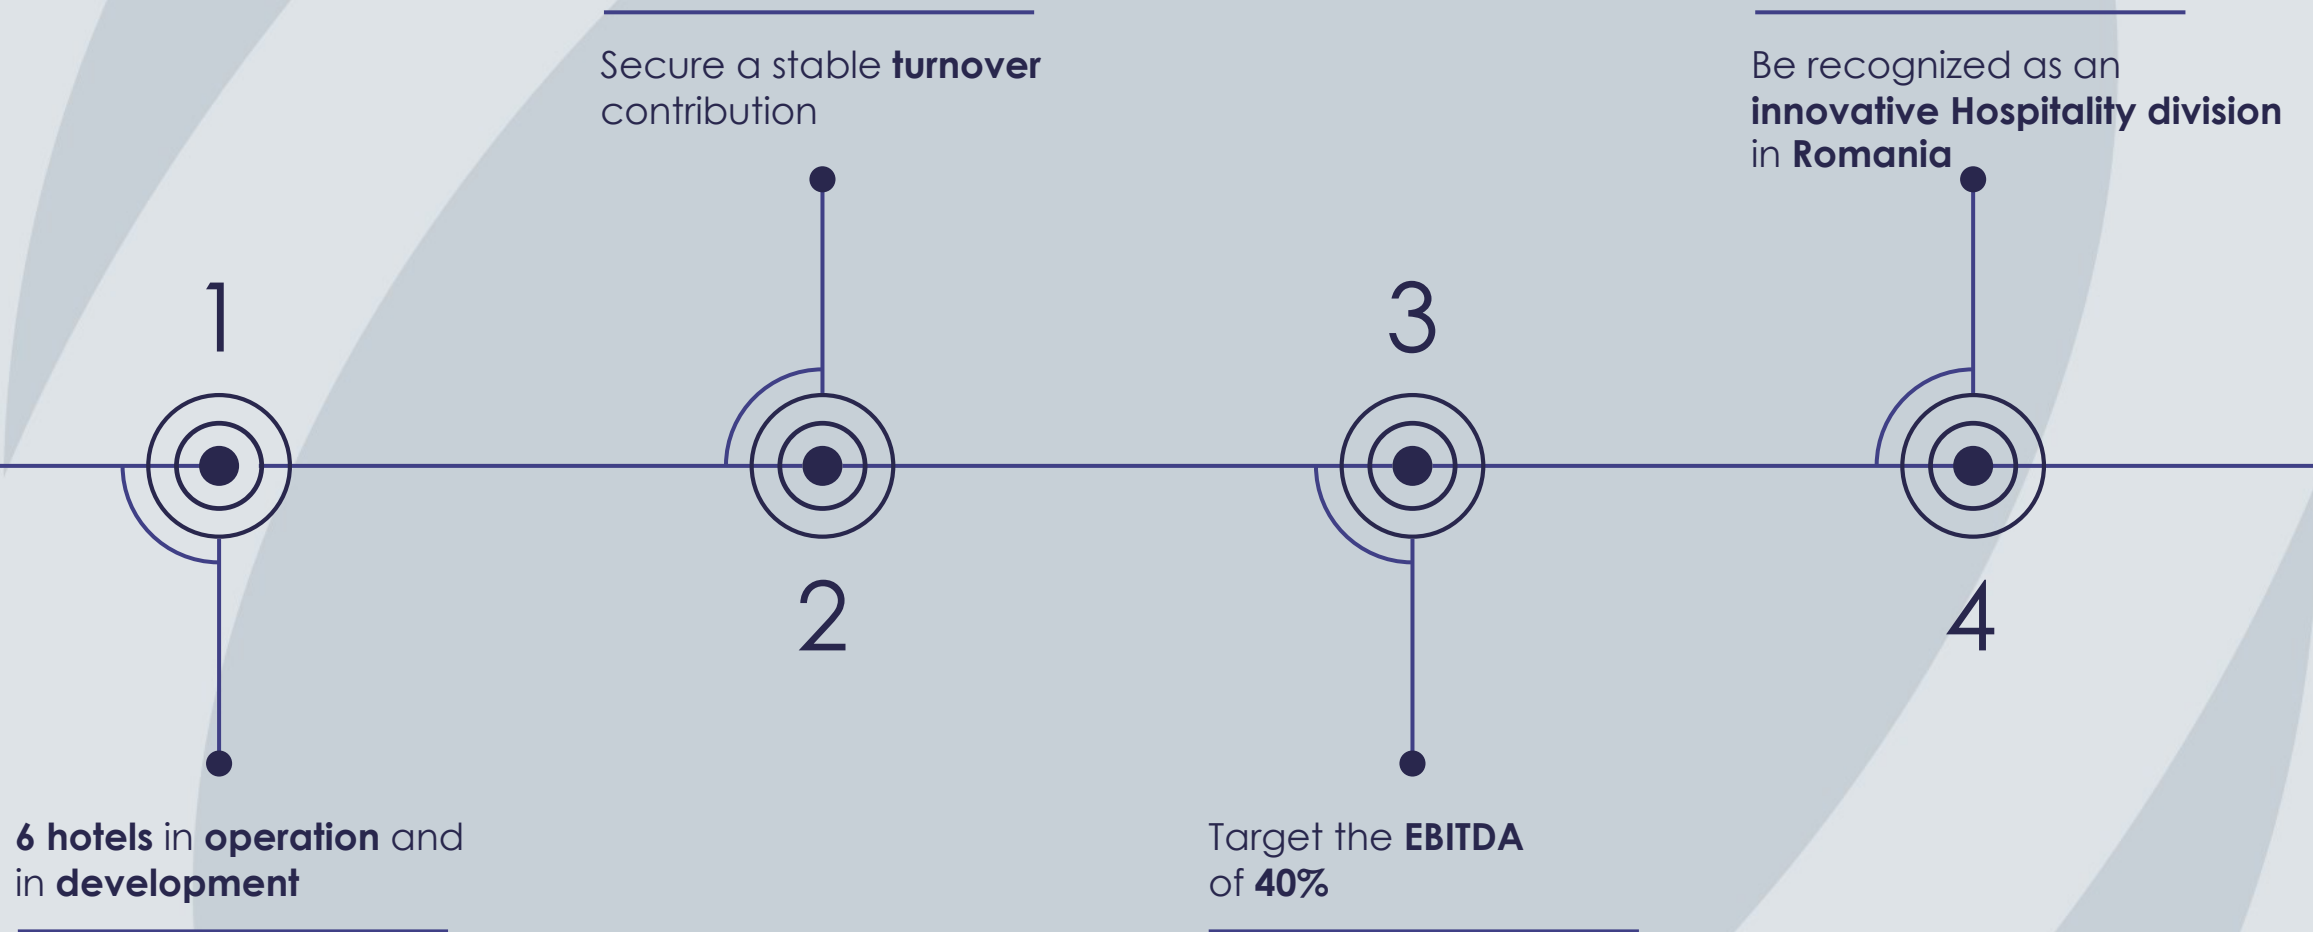 Secure a stable turnover
contribution
Be recognized as an
innovative Hospitality division
in Romania
1
3
2
4
6 hotels in operation and
in development
Target the EBITDA
of 40%